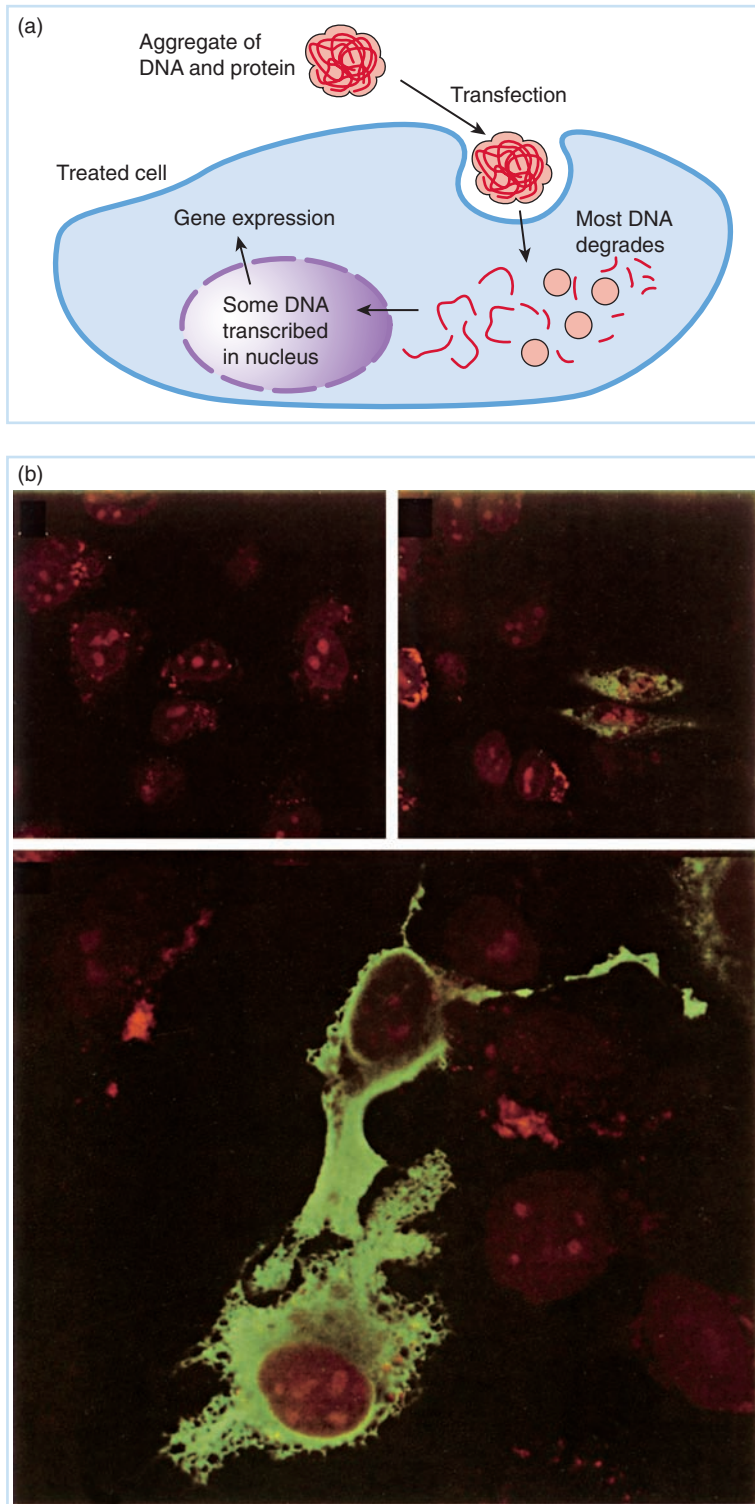 (a)
Aggregate of
DNA and protein
Transfection
Treated cell
Gene expression
Most DNA
degrades
Some DNA
transcribed
in nucleus
(b)